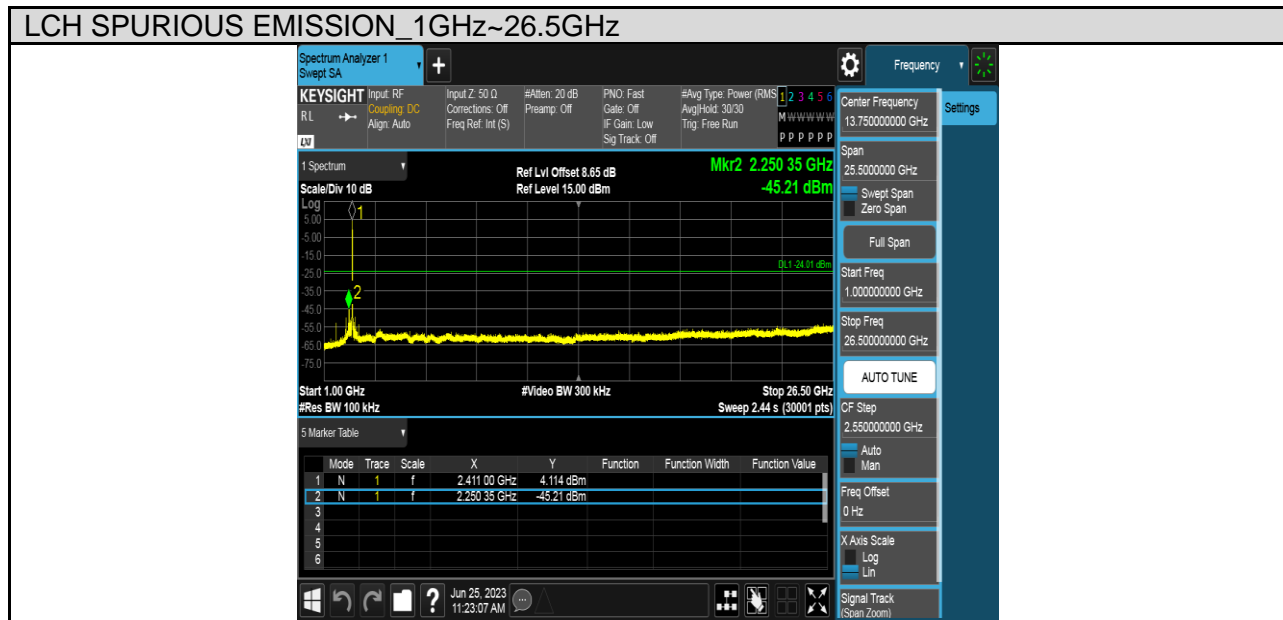 LCH SPURIOUS EMISSION_1GHz~26.5GHz
Spectrum Analyzer 1
Swept SA
+
Frequency
KEYSIGHT Input: RF Input Z: 50 Ω #Atten: 20 dB PNO: Fast #Avg Type: Power (RMS 1 2 3 4 5 6
RL Coupling: DC Corrections: Off Preamp: Off Gate: Off Avg|Hold: 30/30 M W W W W W
Align: Auto Freq Ref: Int (S) IF Gain: Low Trig: Free Run
LXI Sig Track: Off P P P P P P
1 Spectrum Ref Lvl Offset 8.65 dB Mkr2 2.250 35 GHz
Scale/Div 10 dB Ref Level 15.00 dBm -45.21 dBm
Log
5.00
-5.00
-15.0
-25.0
-35.0
-45.0
-55.0
-65.0
-75.0
1
2
DL1 -24.01 dBm
Start 1.00 GHz #Video BW 300 kHz Stop 26.50 GHz
#Res BW 100 kHz Sweep 2.44 s (30001 pts)
5 Marker Table
Mode Trace Scale X Y Function Function Width Function Value
1 N 1 f 2.411 00 GHz 4.114 dBm
2 N 1 f 2.250 35 GHz -45.21 dBm
3
4
5
6
? Jun 25, 2023
11:23:07 AM
Center Frequency
13.750000000 GHz
Settings
Span
25.5000000 GHz
Swept Span
Zero Span
Full Span
Start Freq
1.000000000 GHz
Stop Freq
26.500000000 GHz
AUTO TUNE
CF Step
2.550000000 GHz
Auto
Man
Freq Offset
0 Hz
X Axis Scale
Log
Lin
Signal Track
(Span Zoom)